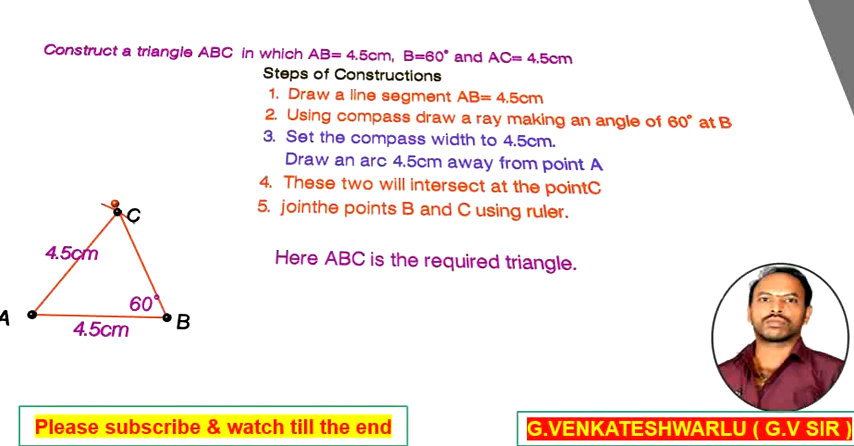 Construct a triangle ABC in which AB= 4.5cm, B=60° and AC= 4.5cm
Steps of Constructions
1. Draw a line segment AB= 4.5cm
2. Using compass draw a ray making an angle of 60° at B
3. Set the compass width to 4.5cm.
Draw an arc 4.5cm away from point A
4. These two will intersect at the pointC
5. jointhe points B and C using ruler.
Here ABC is the required triangle.
C
4.5cm
60°
A
B
4.5cm
Please subscribe & watch till the end
G.VENKATESHWARLU ( G.V SIR )